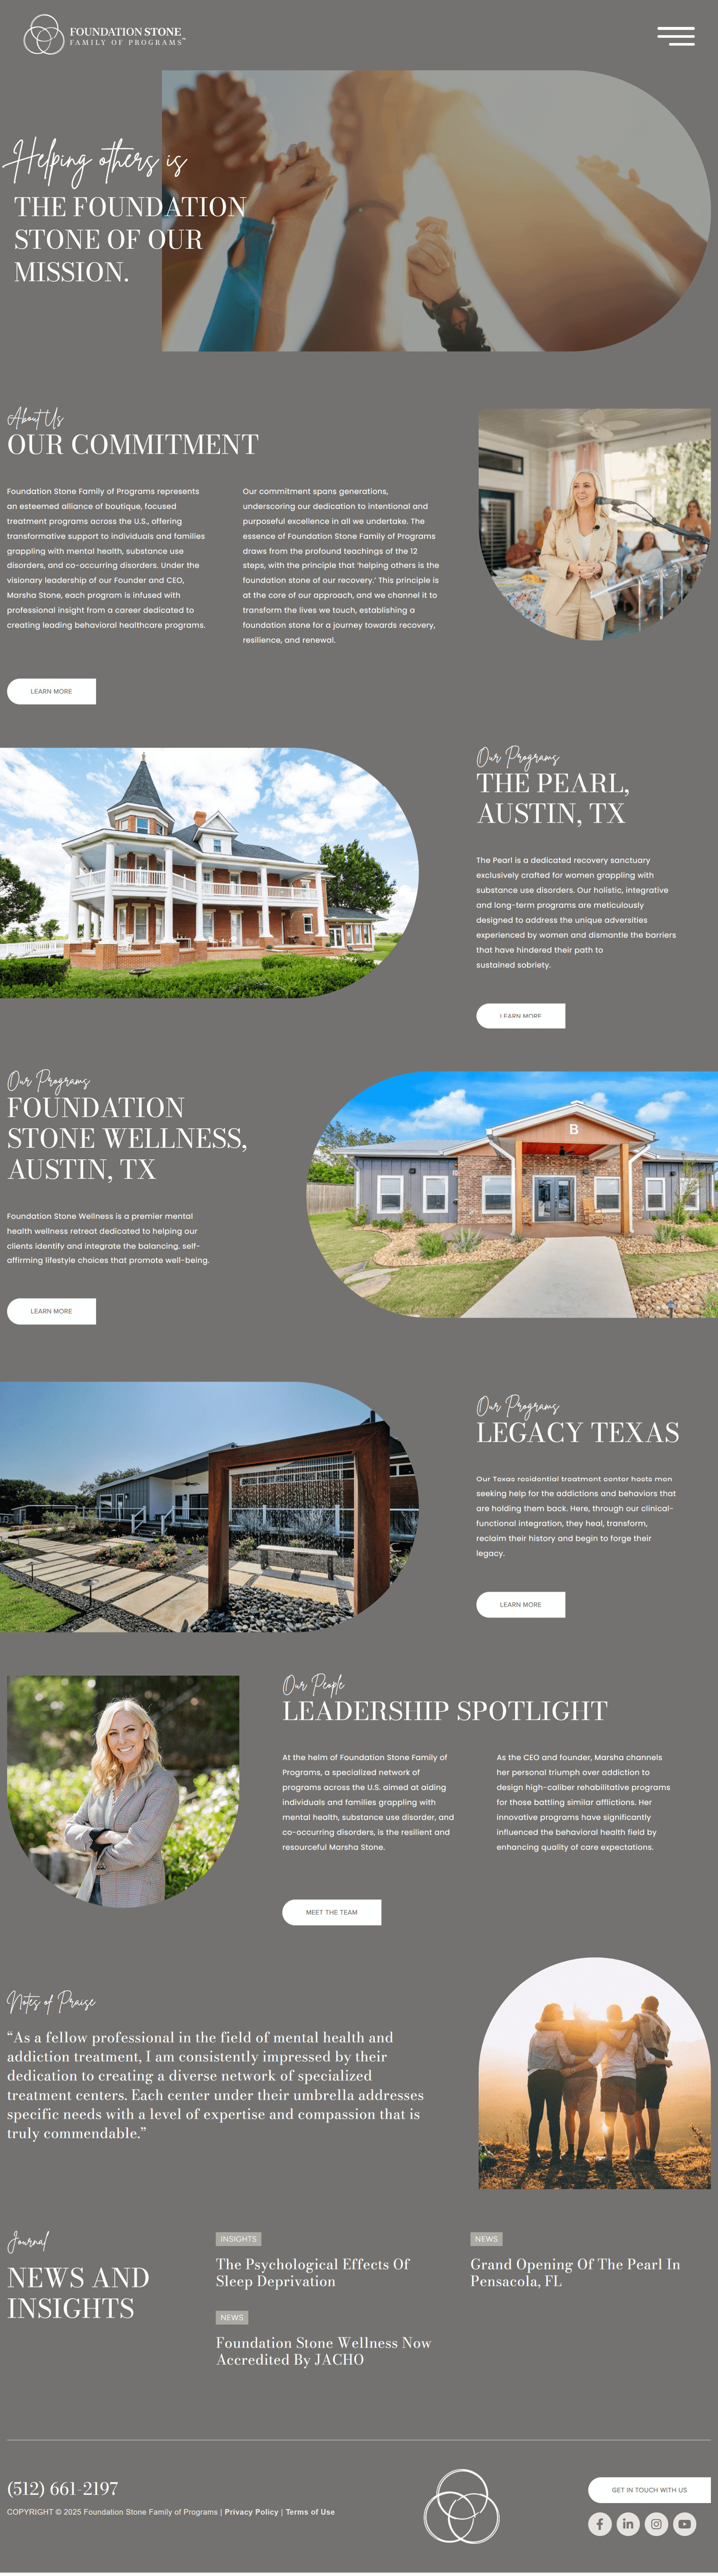 FOUNDATION STONE
FAMILY OF PROGRAMS™
Helping others is
THE FOUNDATION
STONE OF OUR
MISSION.
About Us
OUR COMMITMENT
Foundation Stone Family of Programs represents
an esteemed alliance of boutique, focused
treatment programs across the U.S., offering
transformative support to individuals and families
grappling with mental health, substance use
disorders, and co-occurring disorders. Under the
visionary leadership of our Founder and CEO,
Marsha Stone, each program is infused with
professional insight from a career dedicated to
creating leading behavioral healthcare programs.
Our commitment spans generations,
underscoring our dedication to intentional and
purposeful excellence in all we undertake. The
essence of Foundation Stone Family of Programs
draws from the profound teachings of the 12
steps, with the principle that 'helping others is the
foundation stone of our recovery.' This principle is
at the core of our approach, and we channel it to
transform the lives we touch, establishing a
foundation stone for a journey towards recovery,
resilience, and renewal.
LEARN MORE
Our Programs
THE PEARL,
AUSTIN, TX
The Pearl is a dedicated recovery sanctuary
exclusively crafted for women grappling with
substance use disorders. Our holistic, integrative
and long-term programs are meticulously
designed to address the unique adversities
experienced by women and dismantle the barriers
that have hindered their path to
sustained sobriety.
LEARN MORE
Our Programs
FOUNDATION
STONE WELLNESS,
AUSTIN, TX
Foundation Stone Wellness is a premier mental
health wellness retreat dedicated to helping our
clients identify and integrate the balancing, self-
affirming lifestyle choices that promote well-being.
LEARN MORE
B
Our Programs
LEGACY TEXAS
Our Texas residential treatment center hosts men
seeking help for the addictions and behaviors that
are holding them back. Here, through our clinical-
functional integration, they heal, transform,
reclaim their history and begin to forge their
legacy.
LEARN MORE
Our People
LEADERSHIP SPOTLIGHT
At the helm of Foundation Stone Family of
Programs, a specialized network of
programs across the U.S. aimed at aiding
individuals and families grappling with
mental health, substance use disorder, and
co-occurring disorders, is the resilient and
resourceful Marsha Stone.
As the CEO and founder, Marsha channels
her personal triumph over addiction to
design high-caliber rehabilitative programs
for those battling similar afflictions. Her
innovative programs have significantly
influenced the behavioral health field by
enhancing quality of care expectations.
MEET THE TEAM
Notes of Praise
“As a fellow professional in the field of mental health and
addiction treatment, I am consistently impressed by their
dedication to creating a diverse network of specialized
treatment centers. Each center under their umbrella addresses
specific needs with a level of expertise and compassion that is
truly commendable.”
Journal
NEWS AND
INSIGHTS
INSIGHTS
The Psychological Effects Of
Sleep Deprivation
NEWS
Grand Opening Of The Pearl In
Pensacola, FL
NEWS
Foundation Stone Wellness Now
Accredited By JACHO
(512) 661-2197
COPYRIGHT © 2025 Foundation Stone Family of Programs | Privacy Policy | Terms of Use
GET IN TOUCH WITH US